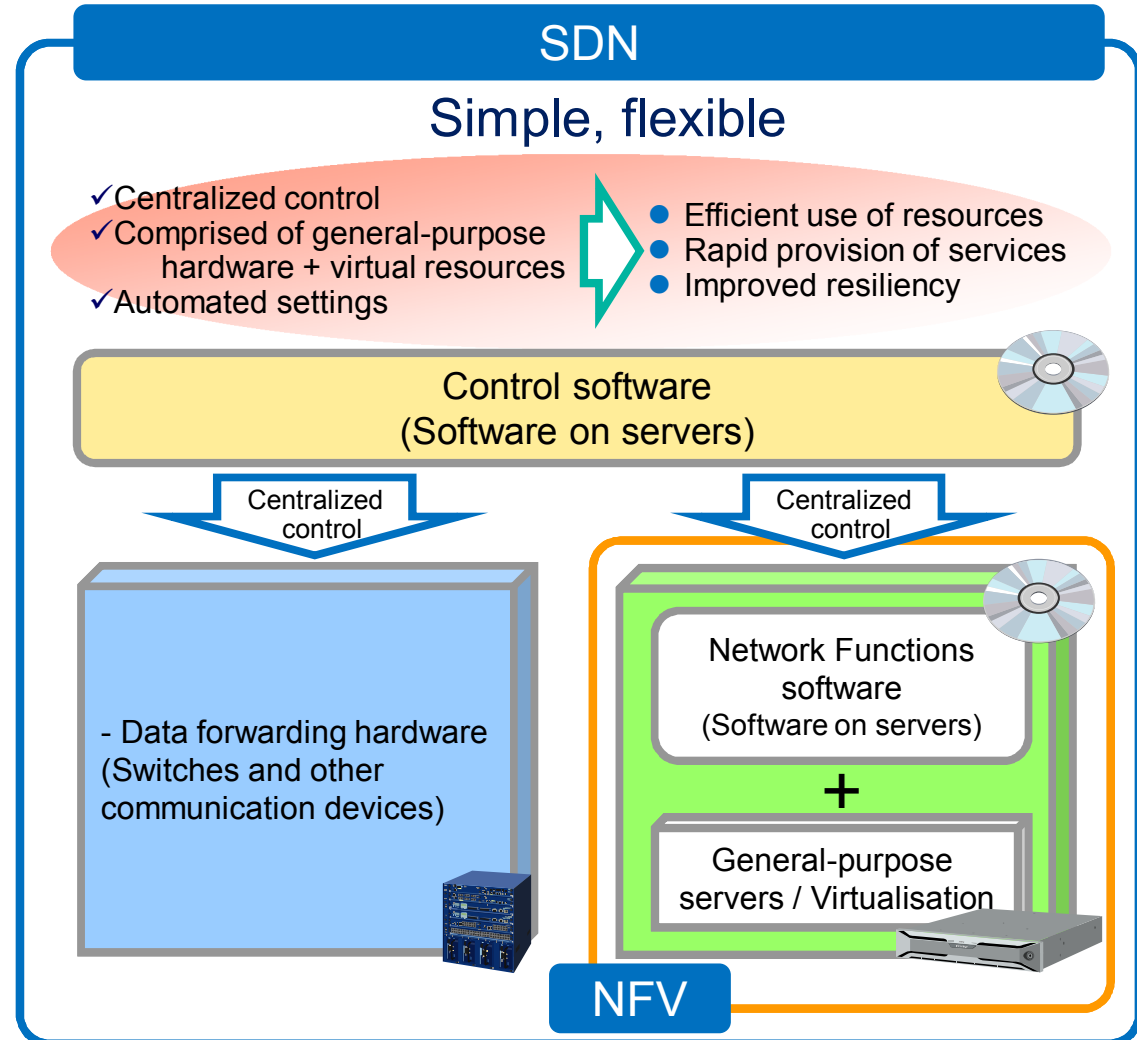 SDN
Simple, flexible
✓Centralized control
✓Comprised of general-purpose
hardware + virtual resources
✓Automated settings
● Efficient use of resources
● Rapid provision of services
● Improved resiliency
Control software
(Software on servers)
Centralized
control
Centralized
control
- Data forwarding hardware
(Switches and other
communication devices)
Network Functions
software
(Software on servers)
+
General-purpose
servers / Virtualisation
NFV